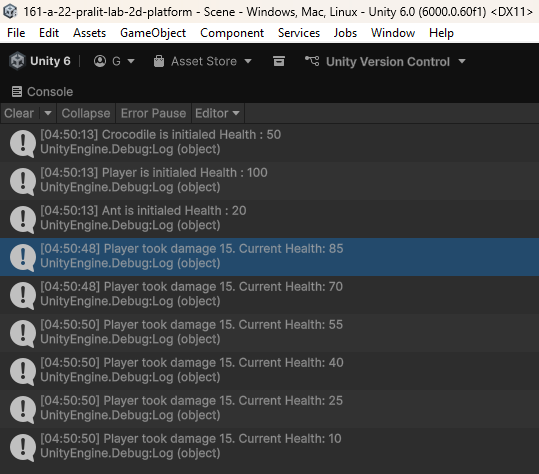 161-a-22-pralit-lab-2d-platform - Scene - Windows, Mac, Linux - Unity 6.0 (6000.0.60f1) <DX11>
File Edit Assets GameObject Component Services Jobs Window Help
Unity 6 G Asset Store Unity Version Control
Console
Clear Collapse Error Pause Editor
[04:50:13] Crocodile is initialed Health : 50
UnityEngine.Debug:Log (object)
[04:50:13] Player is initialed Health : 100
UnityEngine.Debug:Log (object)
[04:50:13] Ant is initialed Health : 20
UnityEngine.Debug:Log (object)
[04:50:48] Player took damage 15. Current Health: 85
UnityEngine.Debug:Log (object)
[04:50:48] Player took damage 15. Current Health: 70
UnityEngine.Debug:Log (object)
[04:50:50] Player took damage 15. Current Health: 55
UnityEngine.Debug:Log (object)
[04:50:50] Player took damage 15. Current Health: 40
UnityEngine.Debug:Log (object)
[04:50:50] Player took damage 15. Current Health: 25
UnityEngine.Debug:Log (object)
[04:50:50] Player took damage 15. Current Health: 10
UnityEngine.Debug:Log (object)